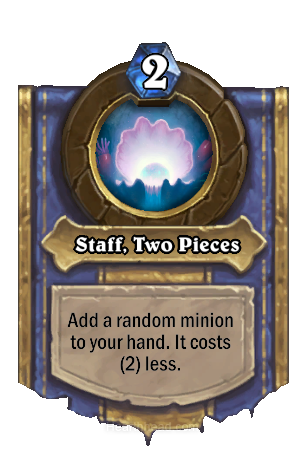 2
Staff, Two Pieces
Add a random minion
to your hand. It costs
(2) less.